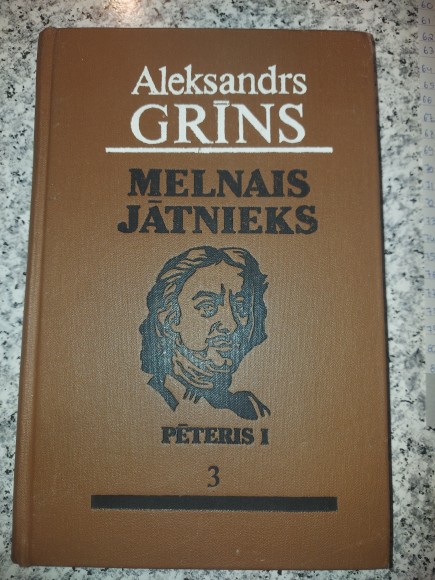 Aleksandrs
GRĪNS
MELNAIS
JĀTNIEKS
PĒTERIS I
3